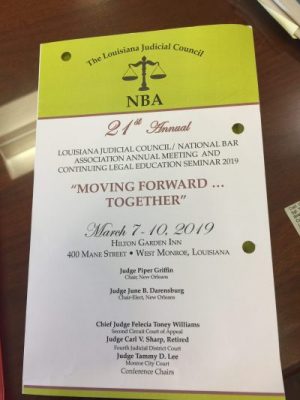 The Louisiana Judicial Council
NBA
21st Annual
LOUISIANA JUDICIAL COUNCIL/ NATIONAL BAR
ASSOCIATION ANNUAL MEETING AND
CONTINUING LEGAL EDUCATION SEMINAR 2019
"MOVING FORWARD ...
TOGETHER"
March 7-10, 2019
HILTON GARDEN INN
400 MANE STREET • WEST MONROE, LOUISIANA
Judge Piper Griffin
Chair, New Orleans
Judge June B. Darensburg
Chair-Elect, New Orleans
Chief Judge Felecia Toney Williams
Second Circuit Court of Appeal
Judge Carl V. Sharp, Retired
Fourth Judicial District Court
Judge Tammy D. Lee
Monroe City Court
Conference Chairs